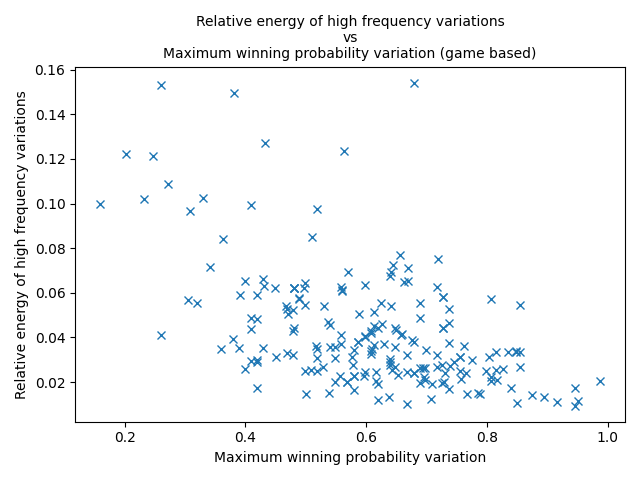 Relative energy of high frequency variations
vs
Maximum winning probability variation (game based)
0.16
0.14
0.12
0.10
0.08
0.06
0.04
0.02
Relative energy of high frequency variations
0.2 0.4 0.6 0.8 1.0
Maximum winning probability variation